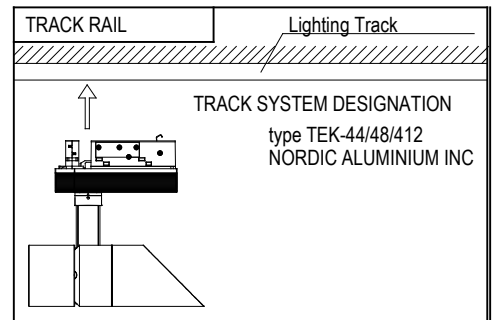 TRACK RAIL
Lighting Track
TRACK SYSTEM DESIGNATION
type TEK-44/48/412
NORDIC ALUMINIUM INC